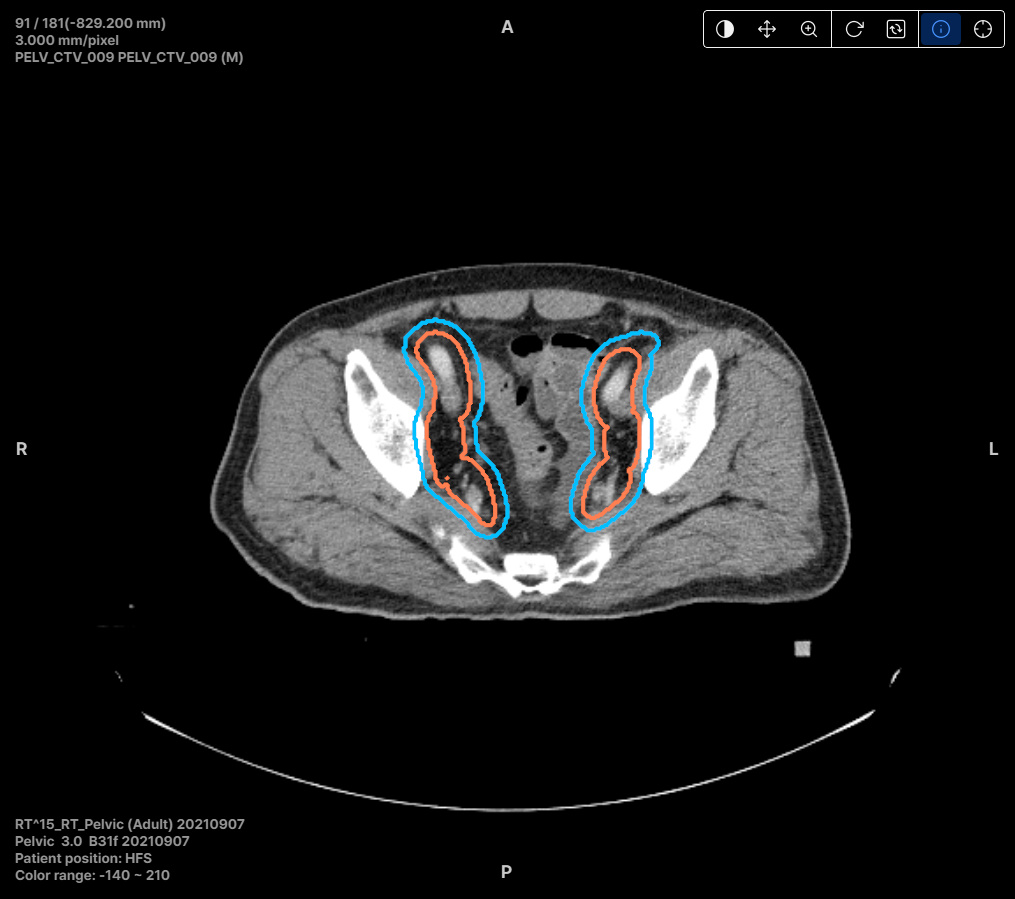 91 / 181(-829.200 mm)
3.000 mm/pixel
PELV_CTV_009 PELV_CTV_009 (M)
A
R
L
RT^15_RT_Pelvic (Adult) 20210907
Pelvic  3.0  B31f 20210907
Patient position: HFS
Color range: -140 ~ 210
P